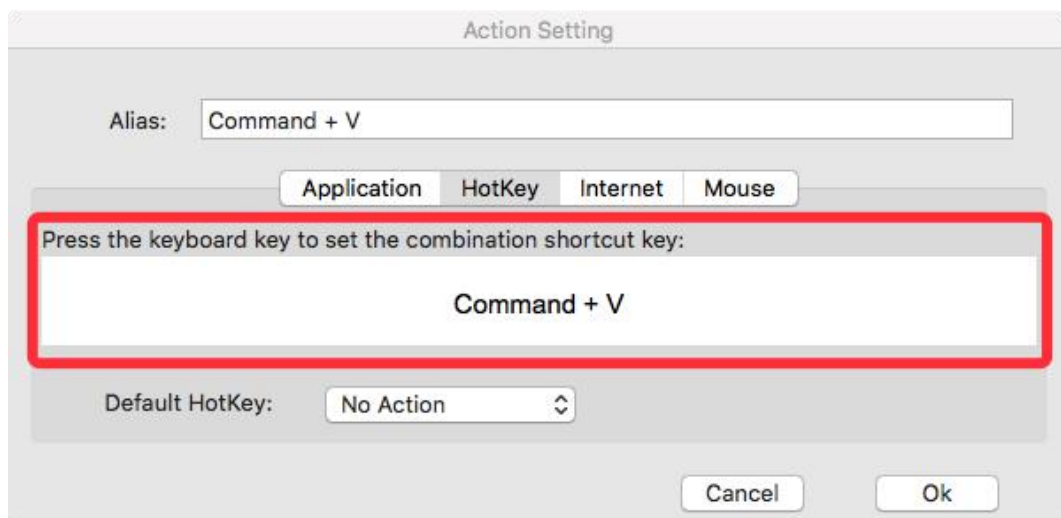 Action Setting
Alias: Command + V
Application HotKey Internet Mouse
Press the keyboard key to set the combination shortcut key:
Command + V
Default HotKey: No Action
Cancel Ok